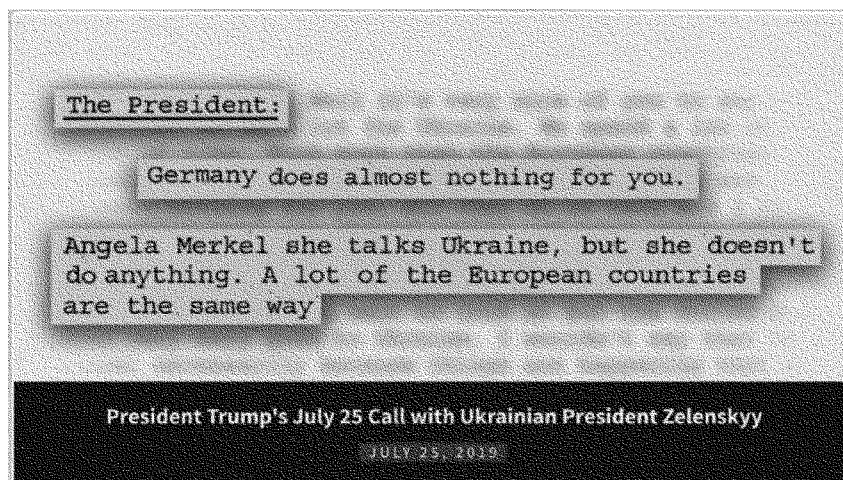 The President:
Germany does almost nothing for you.
Angela Merkel she talks Ukraine, but she doesn't
do anything. A lot of the European countries
are the same way
President Trump's July 25 Call with Ukrainian President Zelenskyy
JULY 25, 2019